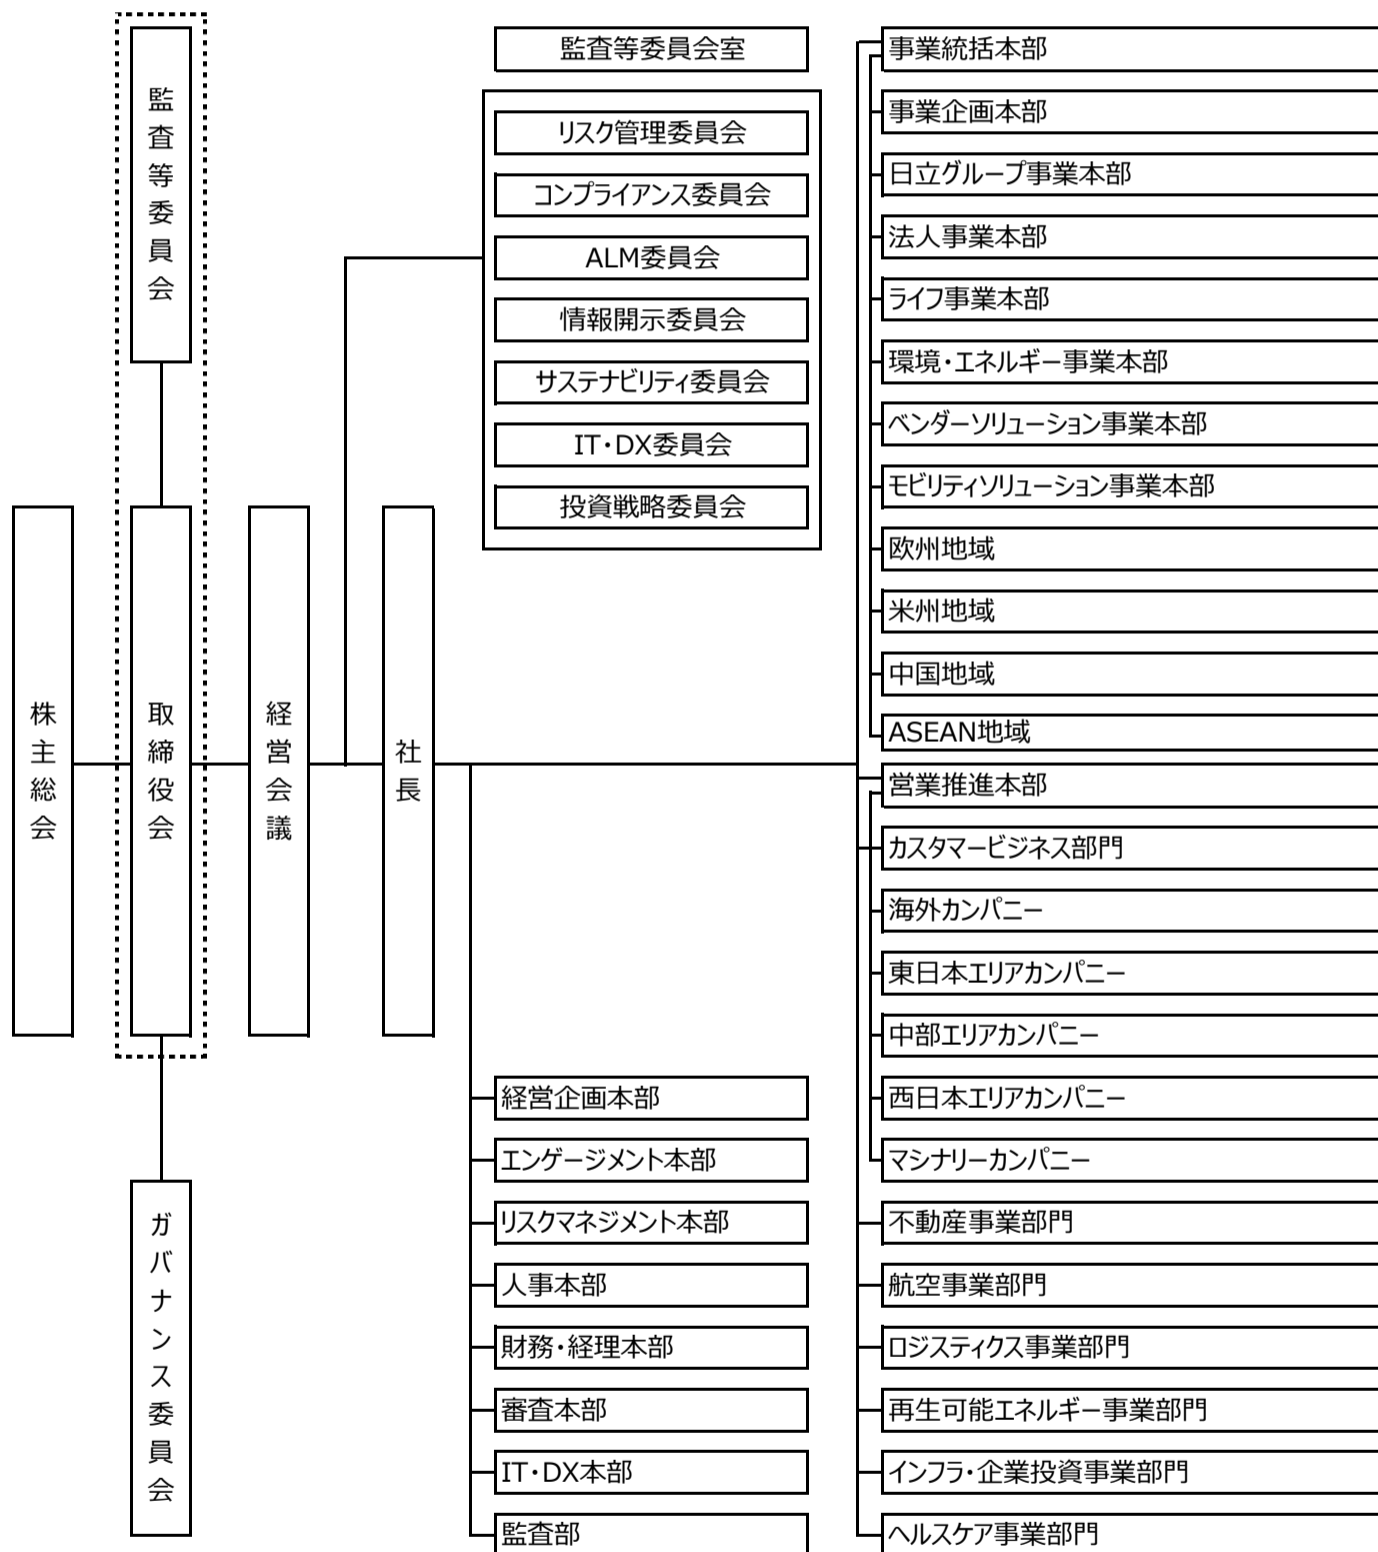 株主総会
監査等委員会
取締役会
ガバナンス委員会
経営会議
社長
監査等委員会室
リスク管理委員会
コンプライアンス委員会
ALM委員会
情報開示委員会
サステナビリティ委員会
IT・DX委員会
投資戦略委員会
経営企画本部
エンゲージメント本部
リスクマネジメント本部
人事本部
財務・経理本部
審査本部
IT・DX本部
監査部
事業統括本部
事業企画本部
日立グループ事業本部
法人事業本部
ライフ事業本部
環境・エネルギー事業本部
ベンダーソリューション事業本部
モビリティソリューション事業本部
欧州地域
米州地域
中国地域
ASEAN地域
営業推進本部
カスタマービジネス部門
海外カンパニー
東日本エリアカンパニー
中部エリアカンパニー
西日本エリアカンパニー
マシナリーカンパニー
不動産事業部門
航空事業部門
ロジスティクス事業部門
再生可能エネルギー事業部門
インフラ・企業投資事業部門
ヘルスケア事業部門